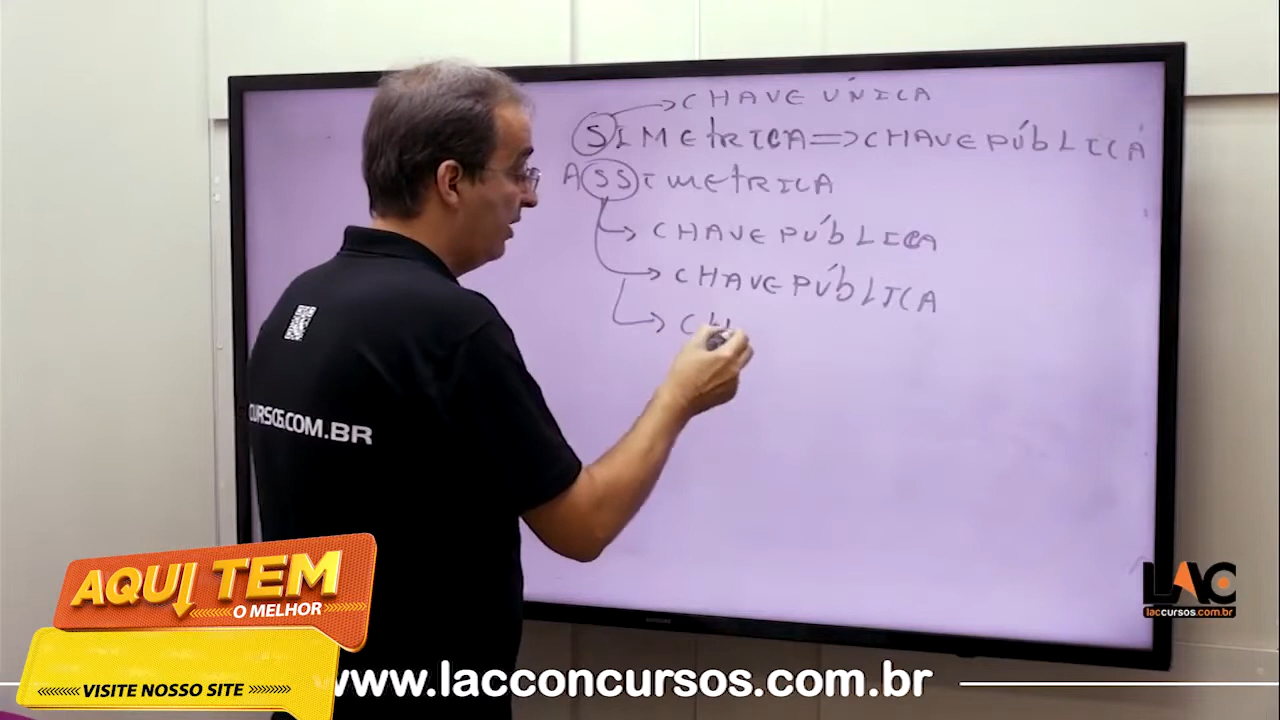 CHAVE ÚNICA
SIMETRICA => CHAVE PÚBLICA
ASSIMETRICA
CHAVE PÚBLICA
CHAVE PÚBLICA
CH
CURSOS.COM.BR
AQUI TEM
O MELHOR
VISITE NOSSO SITE
www.lacconcursos.com.br
LAC
laccursos.com.br